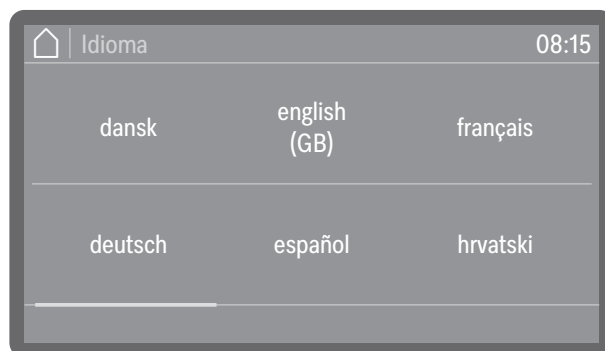 Idioma 08:15
dansk english (GB) français
deutsch español hrvatski